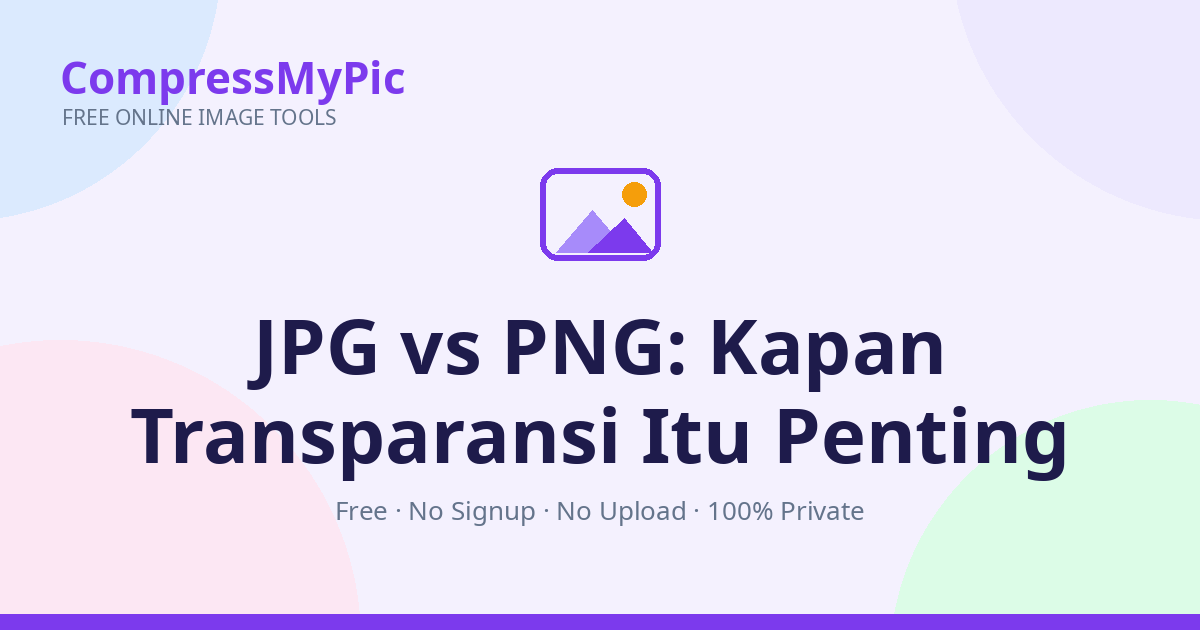 CompressMyPic
FREE ONLINE IMAGE TOOLS
JPG vs PNG: Kapan
Transparansi Itu Penting
Free · No Signup · No Upload · 100% Private